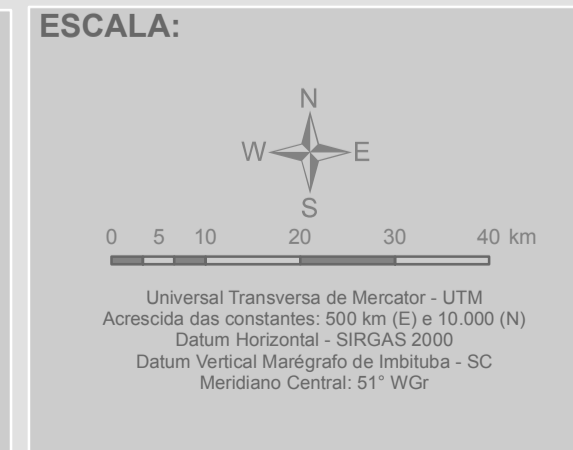 ESCALA:
N
W E
S
0 5 10 20 30 40 km
Universal Transversa de Mercator - UTM
Acrescida das constantes: 500 km (E) e 10.000 (N)
Datum Horizontal - SIRGAS 2000
Datum Vertical Marégrafo de Imbituba - SC
Meridiano Central: 51° WGr